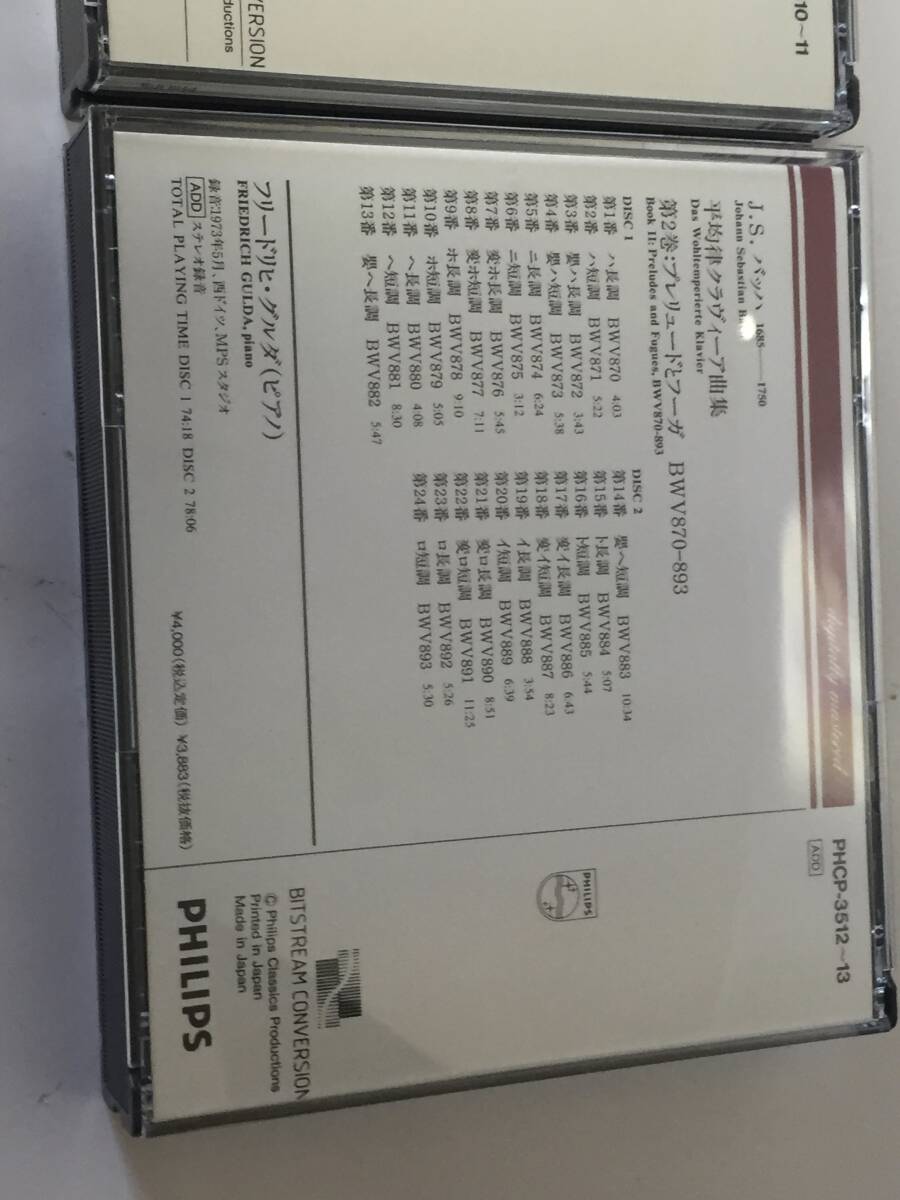 10〜11
VERSION
ductions
digitally mastered
PHCP-3512〜13
ADD
J.S. バッハ 1685——1750
Johann Sebastian B
平均律クラヴィーア曲集
Das Wohltemperierte Klavier
第2巻:プレリュードとフーガ BWV870-893
Book II: Preludes and Fugues, BWV870-893
DISC 1
第1番 ハ長調 BWV870 4:03
第2番 ハ短調 BWV871 5:22
第3番 嬰ハ長調 BWV872 3:43
第4番 嬰ハ短調 BWV873 5:38
第5番 ニ長調 BWV874 6:24
第6番 ニ短調 BWV875 3:12
第7番 変ホ長調 BWV876 5:45
第8番 変ホ短調 BWV877 7:11
第9番 ホ長調 BWV878 9:10
第10番 ホ短調 BWV879 5:05
第11番 ヘ長調 BWV880 4:08
第12番 ヘ短調 BWV881 8:30
第13番 嬰ヘ長調 BWV882 5:47
DISC 2
第14番 嬰ヘ短調 BWV883 10:34
第15番 ト長調 BWV884 5:07
第16番 ト短調 BWV885 5:44
第17番 変イ長調 BWV886 6:43
第18番 変イ短調 BWV887 8:23
第19番 イ長調 BWV888 3:54
第20番 イ短調 BWV889 6:39
第21番 変ロ長調 BWV890 8:51
第22番 変ロ短調 BWV891 11:25
第23番 ロ長調 BWV892 5:26
第24番 ロ短調 BWV893 5:30
フリードリヒ・グルダ(ピアノ)
FRIEDRICH GULDA, piano
録音:1973年5月、西ドイツ、MPSスタジオ
ADD ステレオ録音
TOTAL PLAYING TIME DISC 1 74:18 DISC 2 78:06
¥4,000(税込定価) ¥3,883(税抜価格)
PHILIPS
BITSTREAM CONVERSION
© Philips Classics Productions
Printed in Japan
Made in Japan
PHILIPS